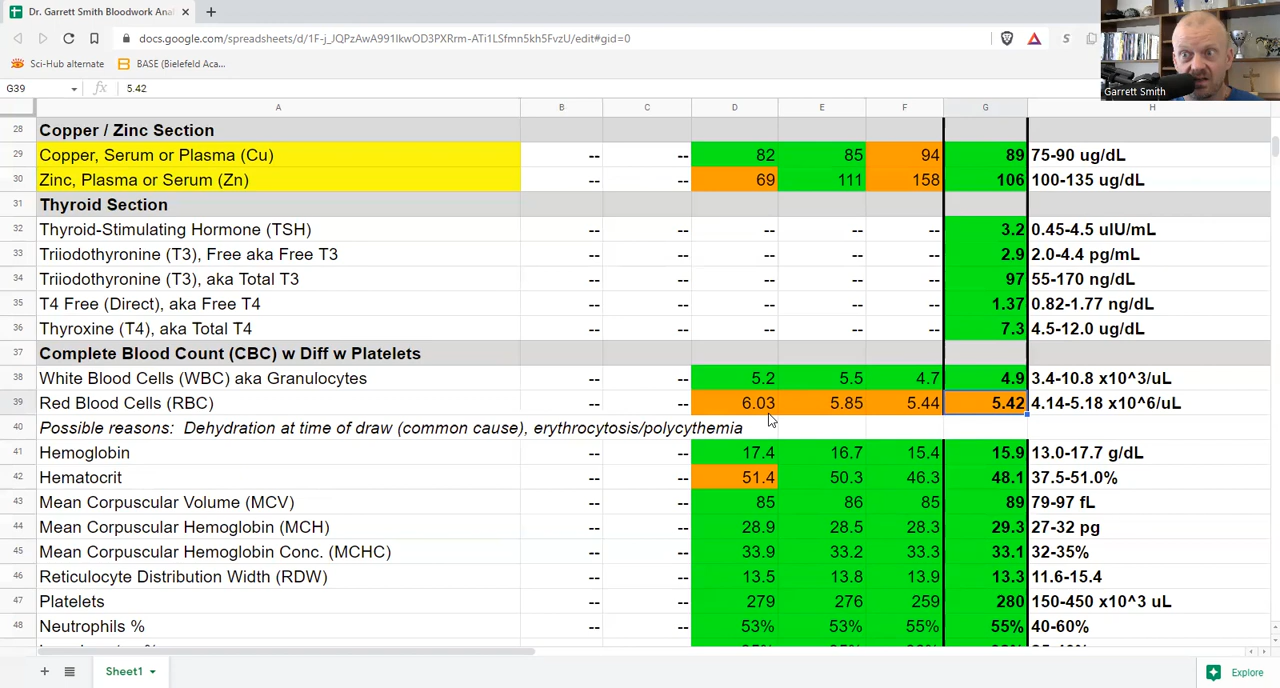 Dr. Garrett Smith Bloodwork Anal
docs.google.com/spreadsheets/d/1F-j_JQPzAwA991IkwOD3PXRrm-ATi1LSfmn5kh5FvzU/edit#gid=0
Sci-Hub alternate BASE (Bielefeld Aca...
Garrett Smith
G39 fx 5.42
A B C D E F G H
28 Copper / Zinc Section
29 Copper, Serum or Plasma (Cu) -- -- 82 85 94 89 75-90 ug/dL
30 Zinc, Plasma or Serum (Zn) -- -- 69 111 158 106 100-135 ug/dL
31 Thyroid Section
32 Thyroid-Stimulating Hormone (TSH) -- -- -- -- -- 3.2 0.45-4.5 uIU/mL
33 Triiodothyronine (T3), Free aka Free T3 -- -- -- -- -- 2.9 2.0-4.4 pg/mL
34 Triiodothyronine (T3), aka Total T3 -- -- -- -- -- 97 55-170 ng/dL
35 T4 Free (Direct), aka Free T4 -- -- -- -- -- 1.37 0.82-1.77 ng/dL
36 Thyroxine (T4), aka Total T4 -- -- -- -- -- 7.3 4.5-12.0 ug/dL
37 Complete Blood Count (CBC) w Diff w Platelets
38 White Blood Cells (WBC) aka Granulocytes -- -- 5.2 5.5 4.7 4.9 3.4-10.8 x10^3/uL
39 Red Blood Cells (RBC) -- -- 6.03 5.85 5.44 5.42 4.14-5.18 x10^6/uL
40 Possible reasons: Dehydration at time of draw (common cause), erythrocytosis/polycythemia
41 Hemoglobin -- -- 17.4 16.7 15.4 15.9 13.0-17.7 g/dL
42 Hematocrit -- -- 51.4 50.3 46.3 48.1 37.5-51.0%
43 Mean Corpuscular Volume (MCV) -- -- 85 86 85 89 79-97 fL
44 Mean Corpuscular Hemoglobin (MCH) -- -- 28.9 28.5 28.3 29.3 27-32 pg
45 Mean Corpuscular Hemoglobin Conc. (MCHC) -- -- 33.9 33.2 33.3 33.1 32-35%
46 Reticulocyte Distribution Width (RDW) -- -- 13.5 13.8 13.9 13.3 11.6-15.4
47 Platelets -- -- 279 276 259 280 150-450 x10^3 uL
48 Neutrophils % -- -- 53% 53% 55% 55% 40-60%
Sheet1
Explore